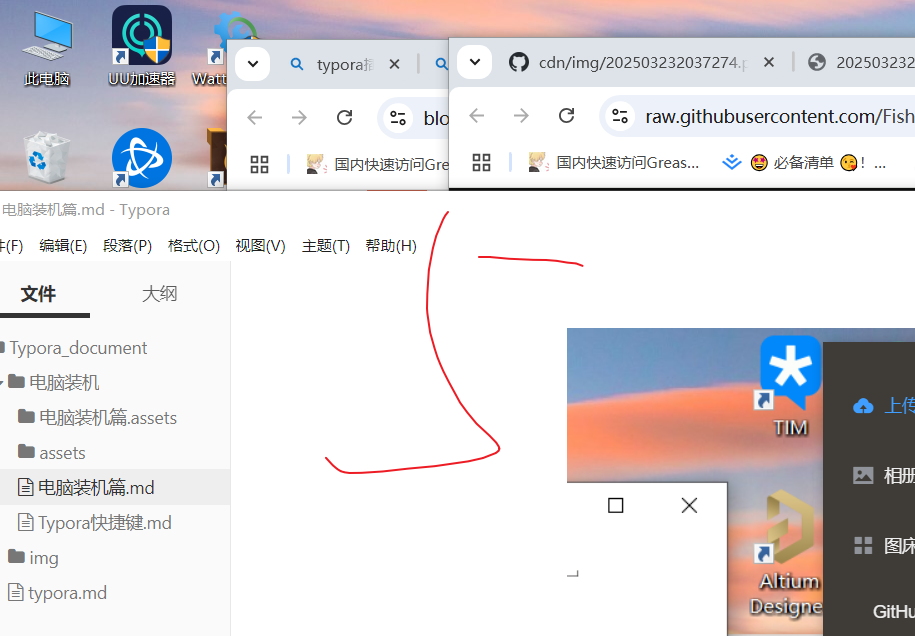 此电脑
UU加速器
Watt
typora插
cdn/img/202503232037274.p
202503232
blo
raw.githubusercontent.com/Fish
国内快速访问Gre
国内快速访问Greas...
必备清单
! ...
电脑装机篇.md - Typora
件(F) 编辑(E) 段落(P) 格式(O) 视图(V) 主题(T) 帮助(H)
文件
大纲
Typora_document
电脑装机
电脑装机篇.assets
assets
电脑装机篇.md
Typora快捷键.md
img
typora.md
TIM
上传
相册
图床
Altium
Designe
GitHu